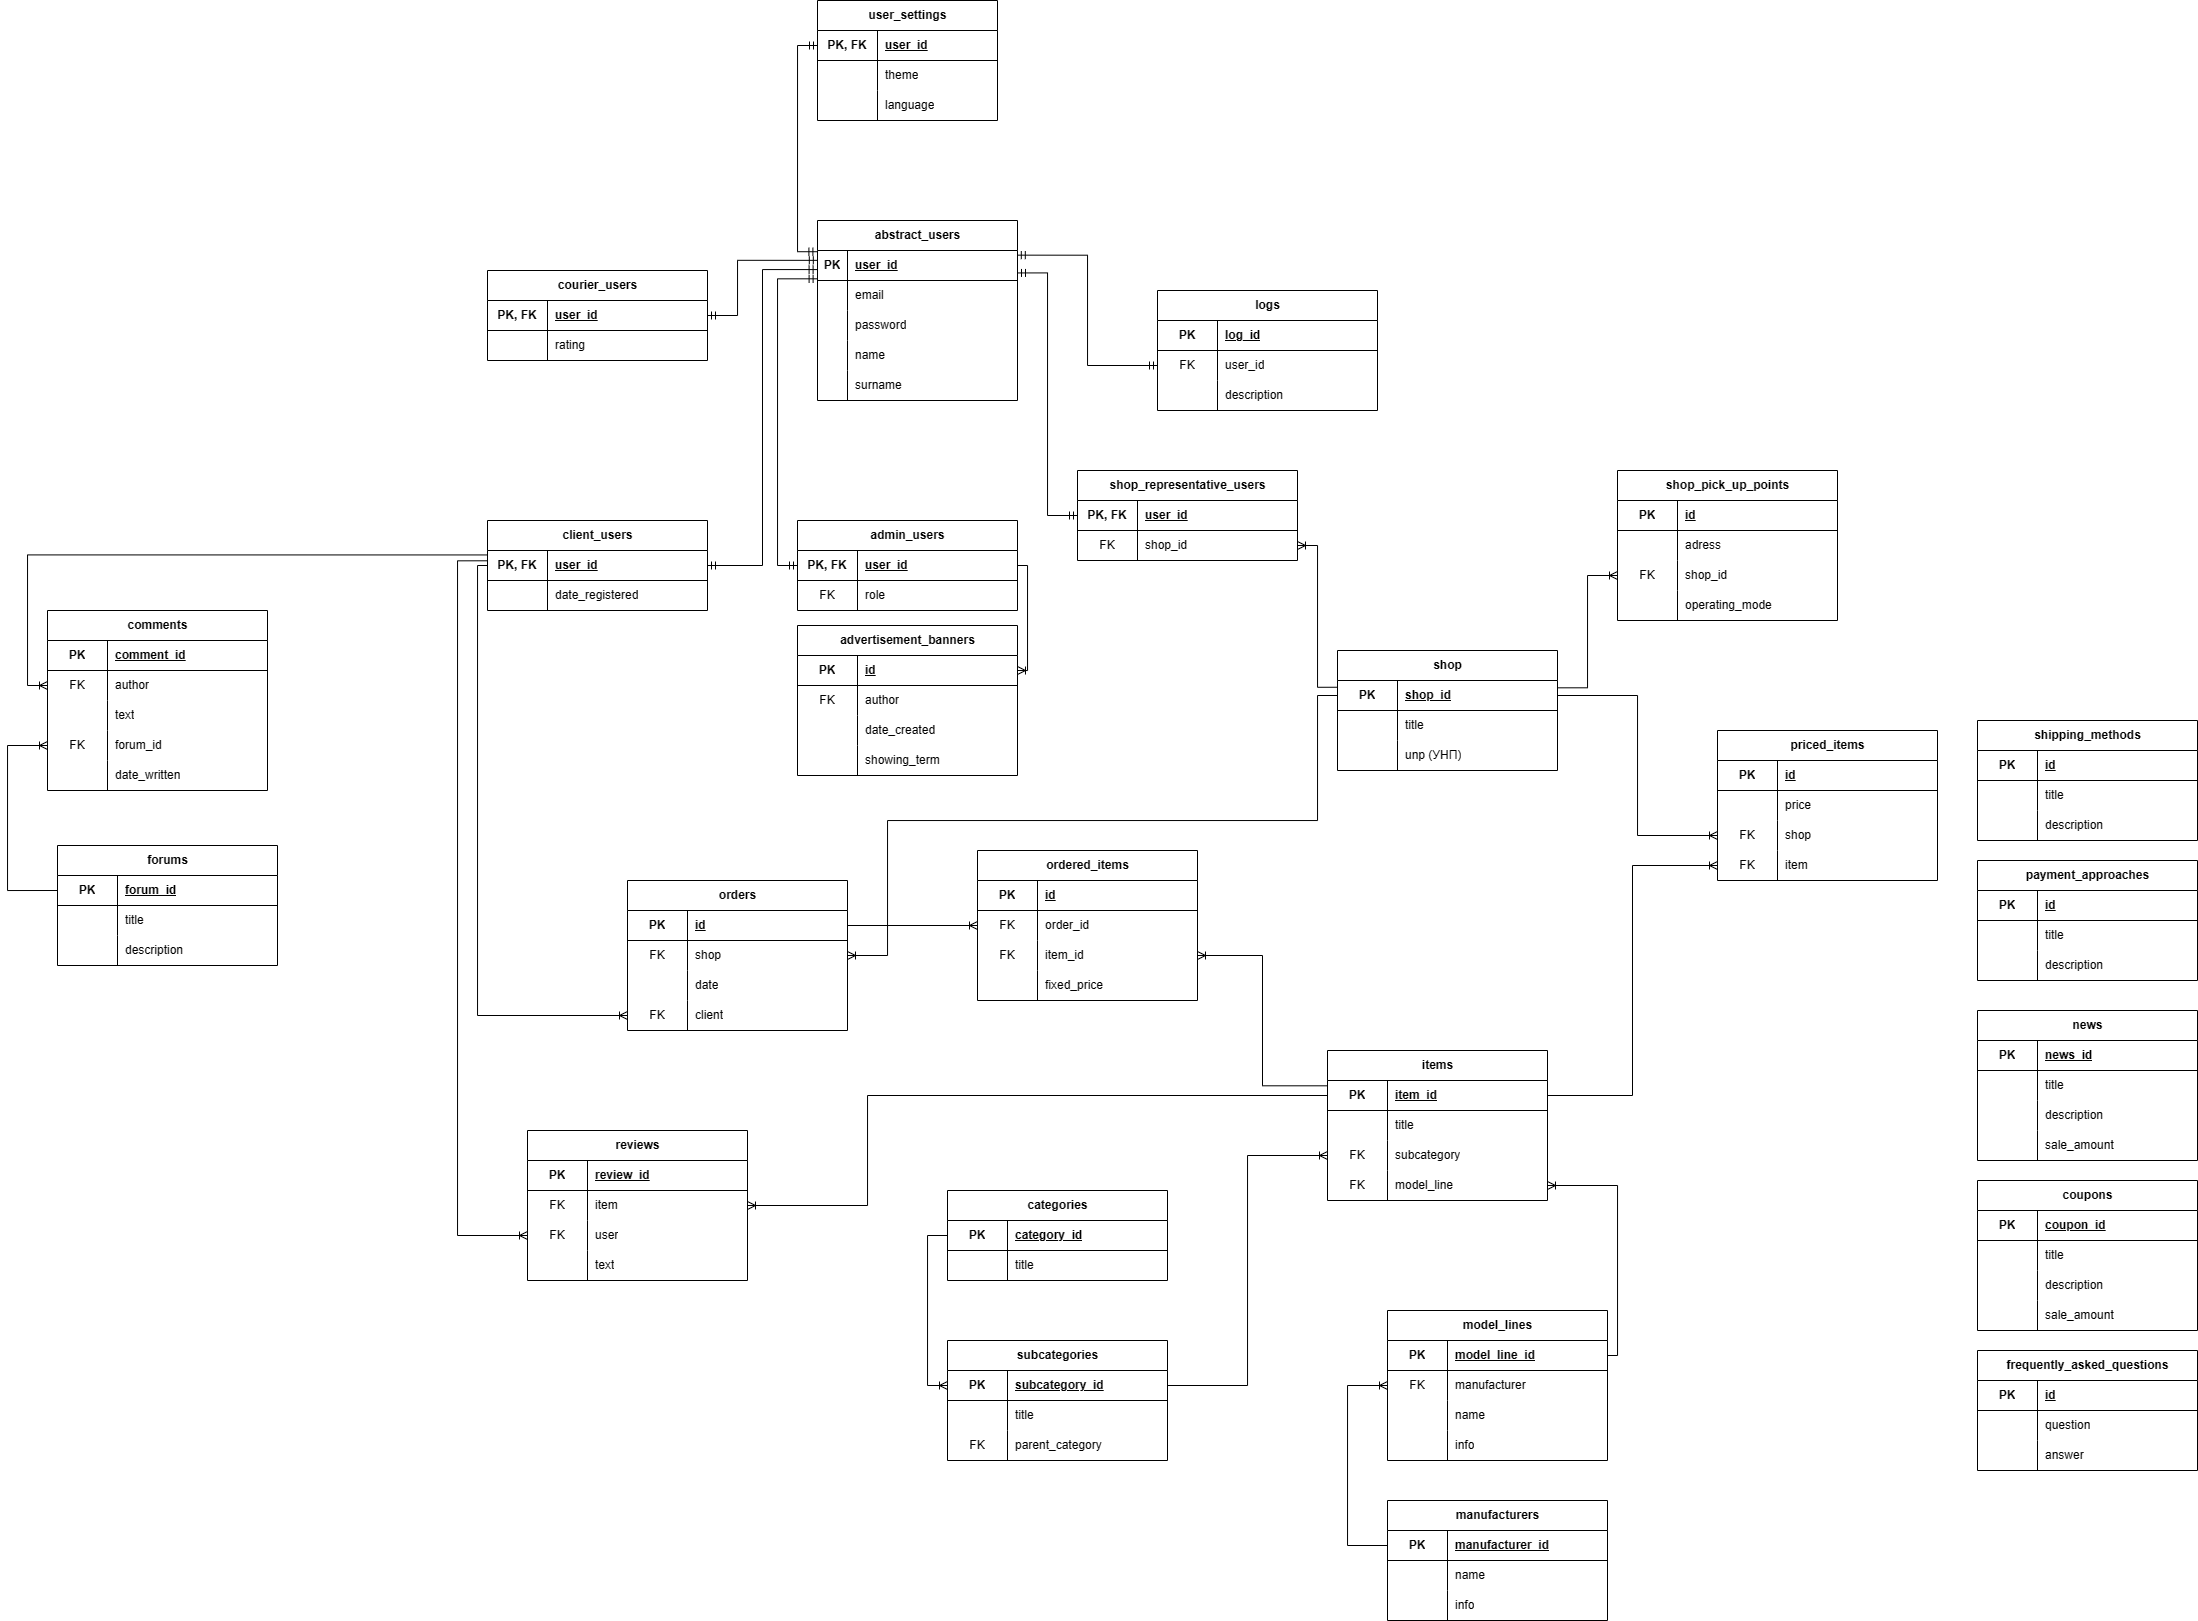 user_settings
PK, FK user_id
theme
language
abstract_users
PK user_id
email
password
name
surname
courier_users
PK, FK user_id
rating
logs
PK log_id
FK user_id
description
shop_representative_users
PK, FK user_id
FK shop_id
shop_pick_up_points
PK id
adress
FK shop_id
operating_mode
client_users
PK, FK user_id
date_registered
admin_users
PK, FK user_id
FK role
comments
PK comment_id
FK author
text
FK forum_id
date_written
advertisement_banners
PK id
FK author
date_created
showing_term
shop
PK shop_id
title
unp (УНП)
priced_items
PK id
price
FK shop
FK item
shipping_methods
PK id
title
description
forums
PK forum_id
title
description
orders
PK id
FK shop
date
FK client
ordered_items
PK id
FK order_id
FK item_id
fixed_price
payment_approaches
PK id
title
description
news
PK news_id
title
description
sale_amount
items
PK item_id
title
FK subcategory
FK model_line
reviews
PK review_id
FK item
FK user
text
categories
PK category_id
title
coupons
PK coupon_id
title
description
sale_amount
subcategories
PK subcategory_id
title
FK parent_category
model_lines
PK model_line_id
FK manufacturer
name
info
frequently_asked_questions
PK id
question
answer
manufacturers
PK manufacturer_id
name
info